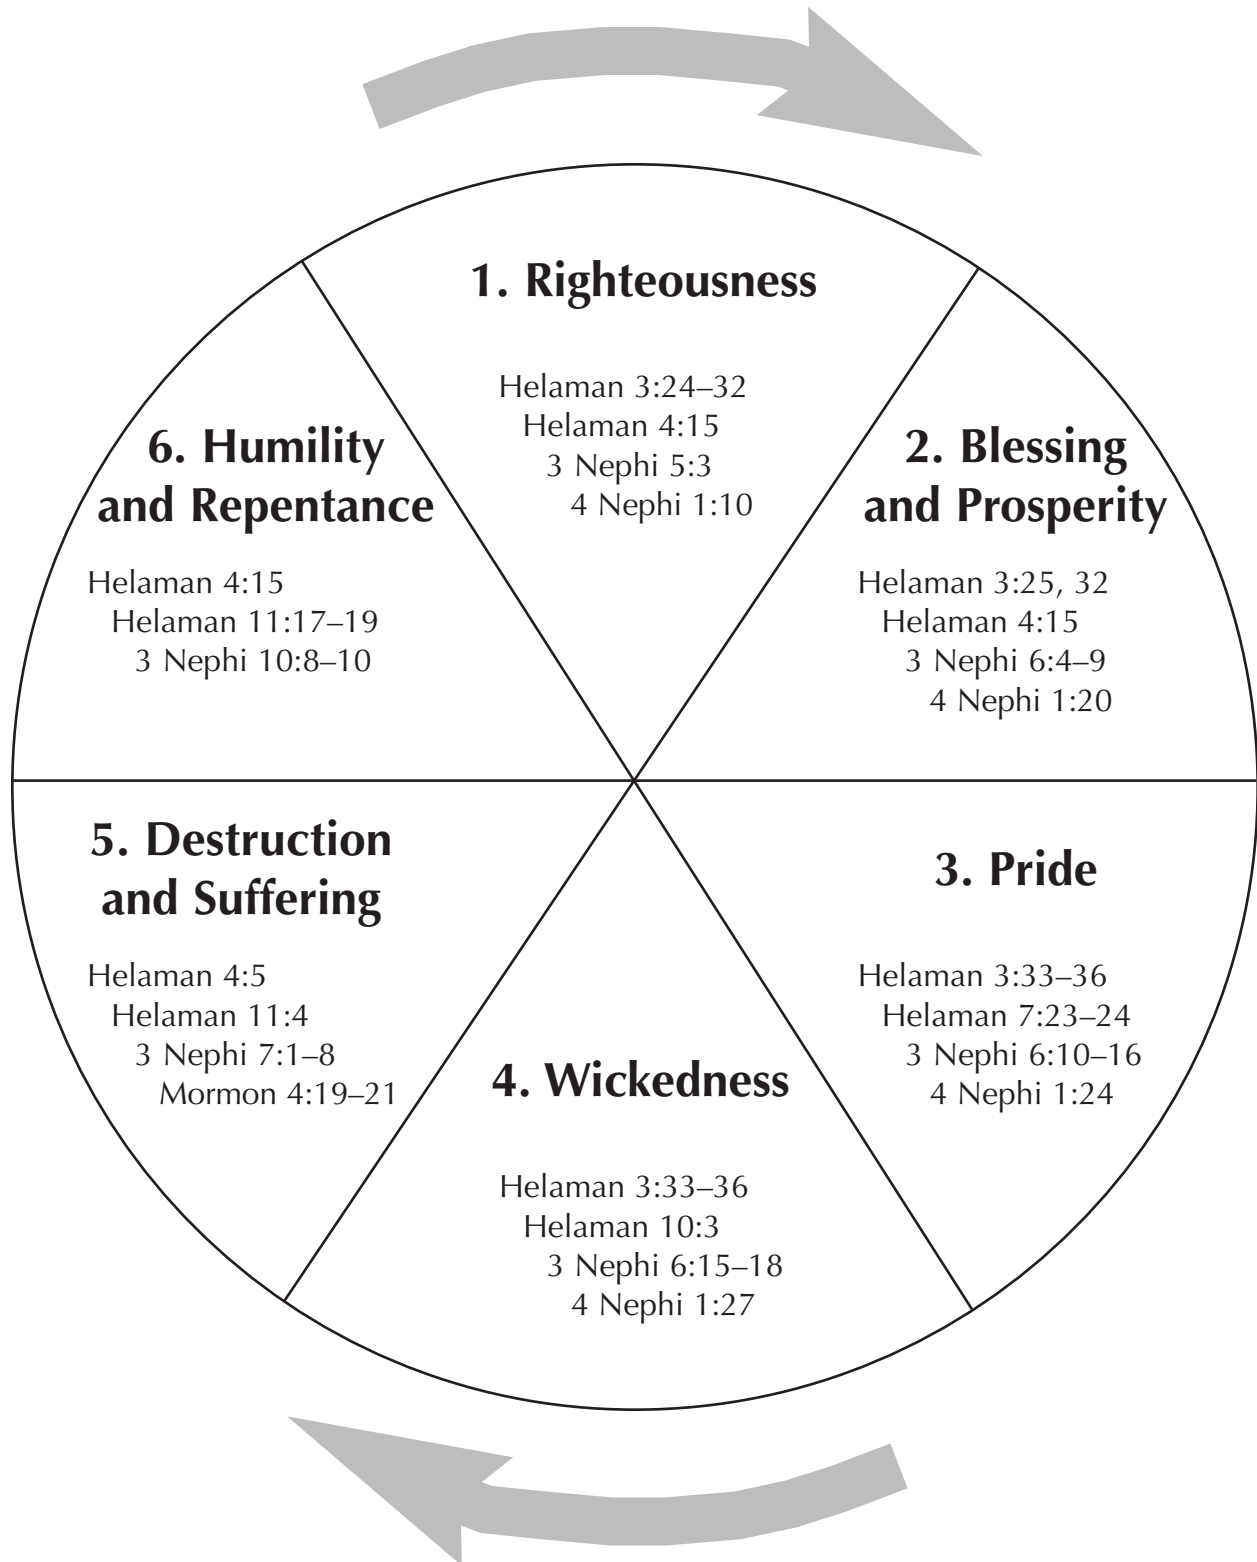 1. Righteousness
Helaman 3:24–32
Helaman 4:15
3 Nephi 5:3
4 Nephi 1:10
2. Blessing
and Prosperity
Helaman 3:25, 32
Helaman 4:15
3 Nephi 6:4–9
4 Nephi 1:20
3. Pride
Helaman 3:33–36
Helaman 7:23–24
3 Nephi 6:10–16
4 Nephi 1:24
4. Wickedness
Helaman 3:33–36
Helaman 10:3
3 Nephi 6:15–18
4 Nephi 1:27
5. Destruction
and Suffering
Helaman 4:5
Helaman 11:4
3 Nephi 7:1–8
Mormon 4:19–21
6. Humility
and Repentance
Helaman 4:15
Helaman 11:17–19
3 Nephi 10:8–10